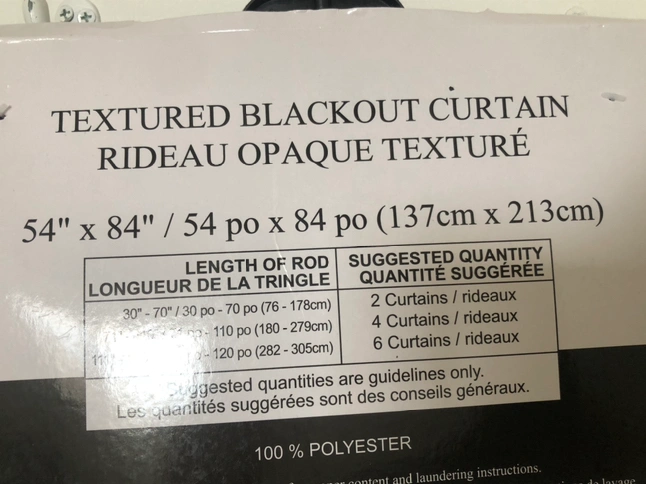 TEXTURED BLACKOUT CURTAIN
RIDEAU OPAQUE TEXTURÉ
54" x 84" / 54 po x 84 po (137cm x 213cm)
LENGTH OF ROD
LONGUEUR DE LA TRINGLE
SUGGESTED QUANTITY
QUANTITÉ SUGGÉRÉE
30" - 70" / 30 po - 70 po (76 - 178cm)
2 Curtains / rideaux
- 110 po (180 - 279cm)
4 Curtains / rideaux
- 120 po (282 - 305cm)
6 Curtains / rideaux
Suggested quantities are guidelines only.
Les quantités suggérées sont des conseils généraux.
100 % POLYESTER
content and laundering instructions.
de lavage